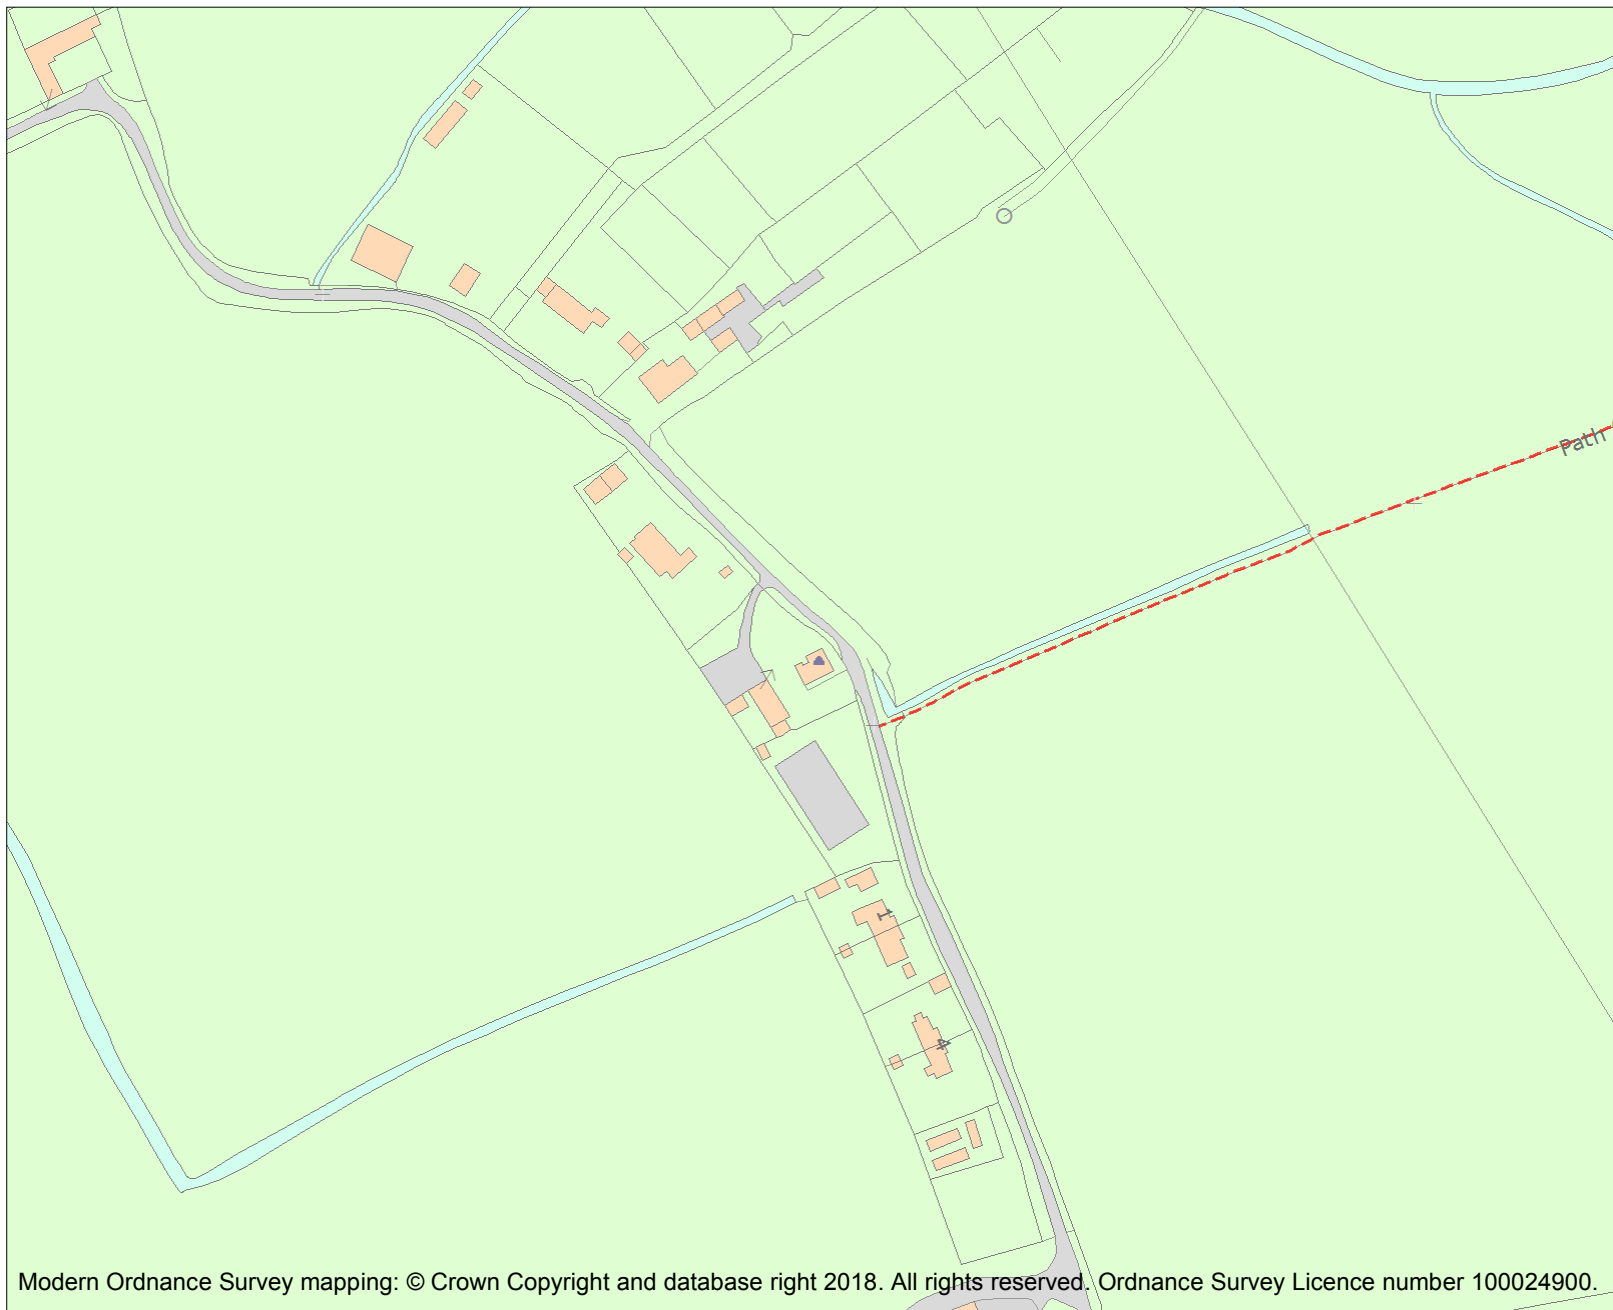 Path
1
4
Modern Ordnance Survey mapping: © Crown Copyright and database right 2018. All rights reserved. Ordnance Survey Licence number 100024900.